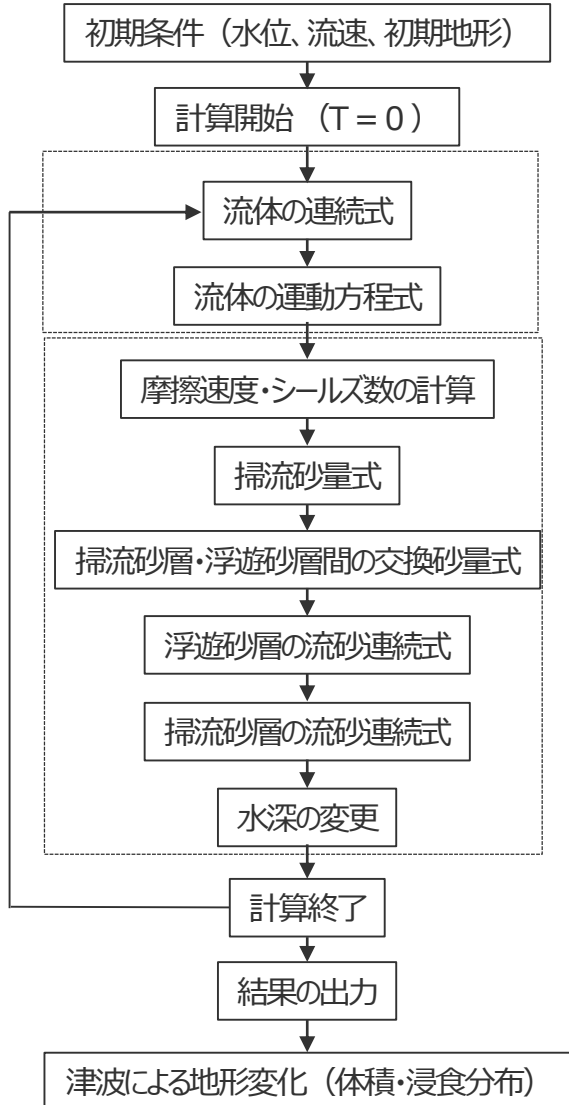 初期条件（水位、流速、初期地形）
計算開始 （T＝0）
流体の連続式
流体の運動方程式
摩擦速度・シールズ数の計算
掃流砂量式
掃流砂層・浮遊砂層間の交換砂量式
浮遊砂層の流砂連続式
掃流砂層の流砂連続式
水深の変更
計算終了
結果の出力
津波による地形変化（体積・浸食分布）